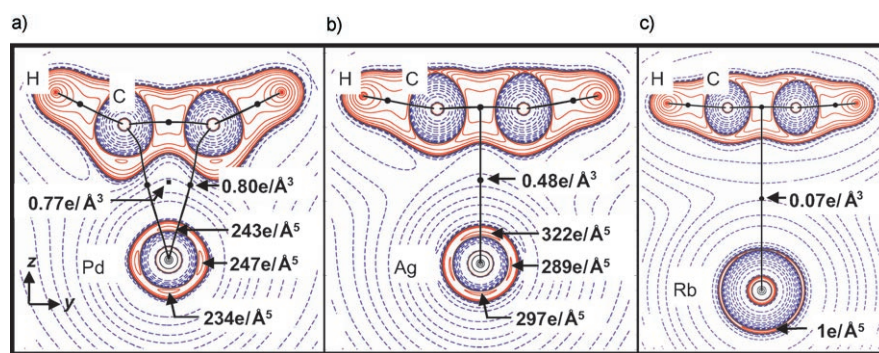 a)
b)
c)
H
C
0.77e/Å³
0.80e/Å³
243e/Å⁵
Pd
247e/Å⁵
234e/Å⁵
z
y
H
C
0.48e/Å³
322e/Å⁵
Ag
289e/Å⁵
297e/Å⁵
H
C
0.07e/Å³
Rb
1e/Å⁵